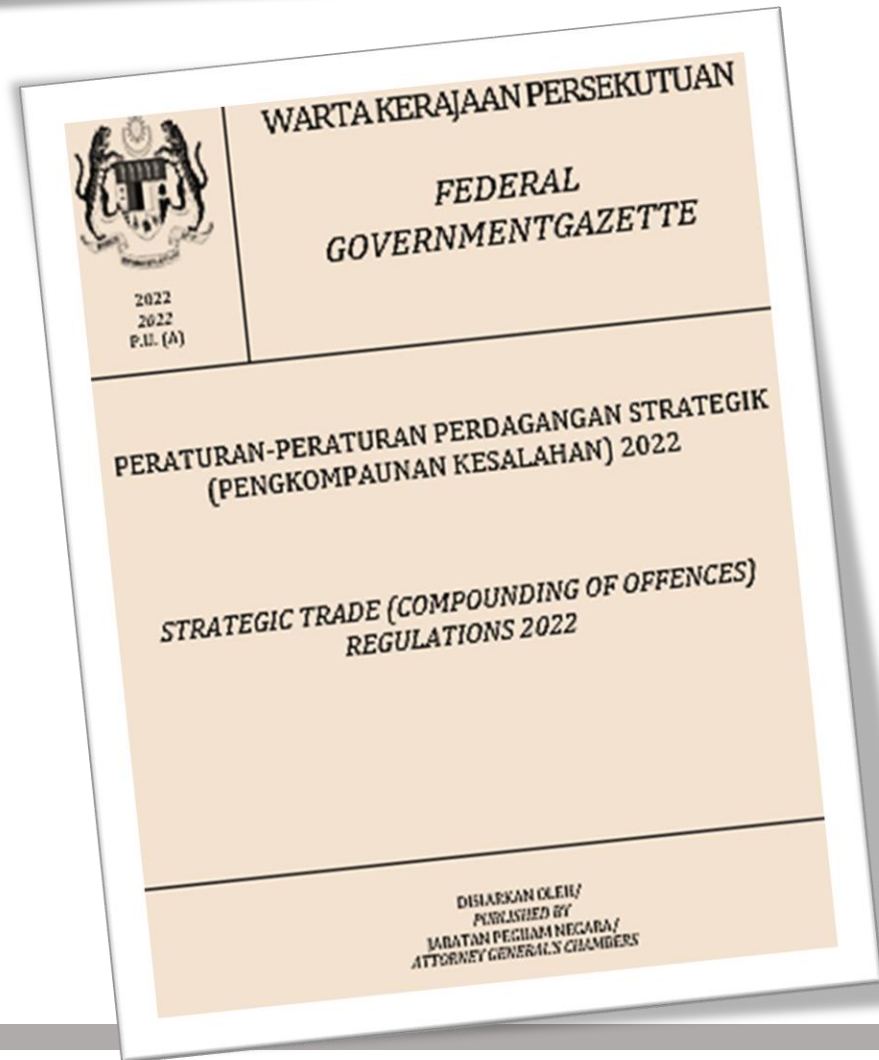 WARTA KERAJAAN PERSEKUTUAN
FEDERAL
GOVERNMENTGAZETTE
2022
2022
P.U. (A)
PERATURAN-PERATURAN PERDAGANGAN STRATEGIK
(PENGKOMPAUNAN KESALAHAN) 2022
STRATEGIC TRADE (COMPOUNDING OF OFFENCES)
REGULATIONS 2022
DISIARKAN OLEH/
PUBLISHED BY
JABATAN PEGUAM NEGARA/
ATTORNEY GENERAL'S CHAMBERS